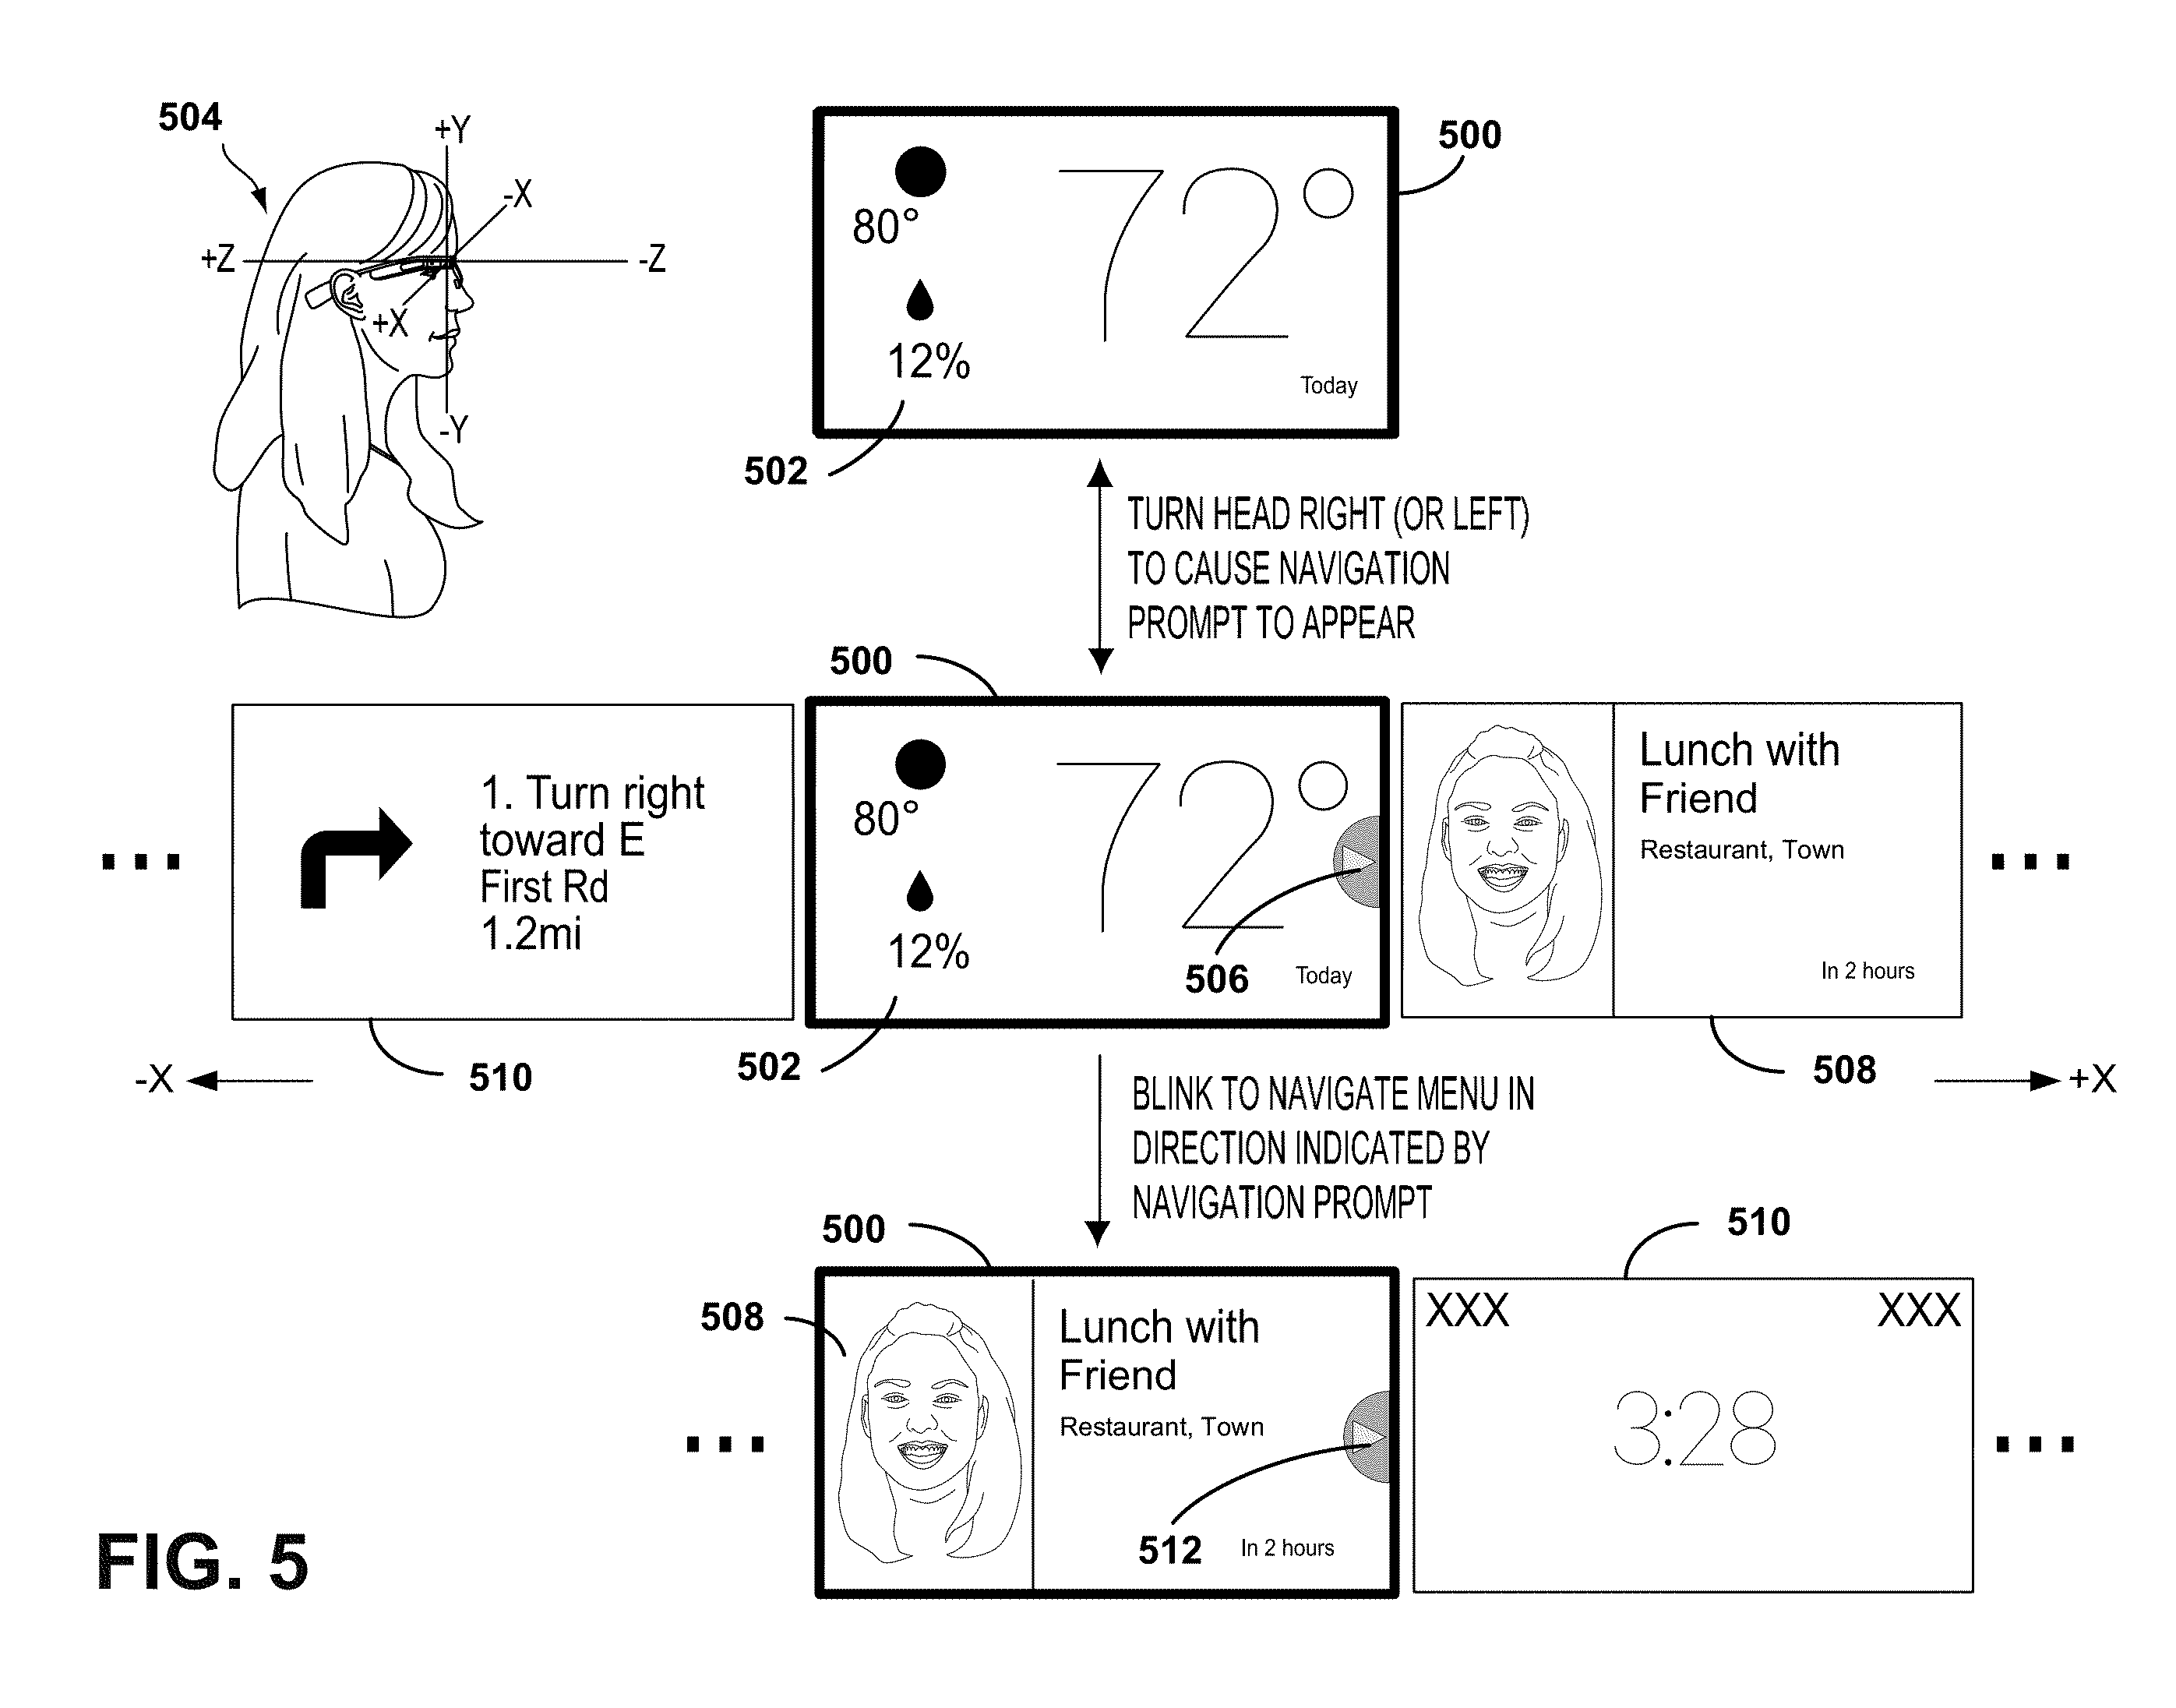 504
+Y
-X
+Z
-Z
+X
-Y
500
80°
72°
12%
Today
502
TURN HEAD RIGHT (OR LEFT)
TO CAUSE NAVIGATION
PROMPT TO APPEAR
500
1. Turn right
toward E
First Rd
1.2mi
80°
72°
12%
506
Today
Lunch with
Friend
Restaurant, Town
In 2 hours
-X
510
502
508
+X
BLINK TO NAVIGATE MENU IN
DIRECTION INDICATED BY
NAVIGATION PROMPT
500
510
508
Lunch with
Friend
Restaurant, Town
512
In 2 hours
XXX
XXX
3:28
FIG. 5